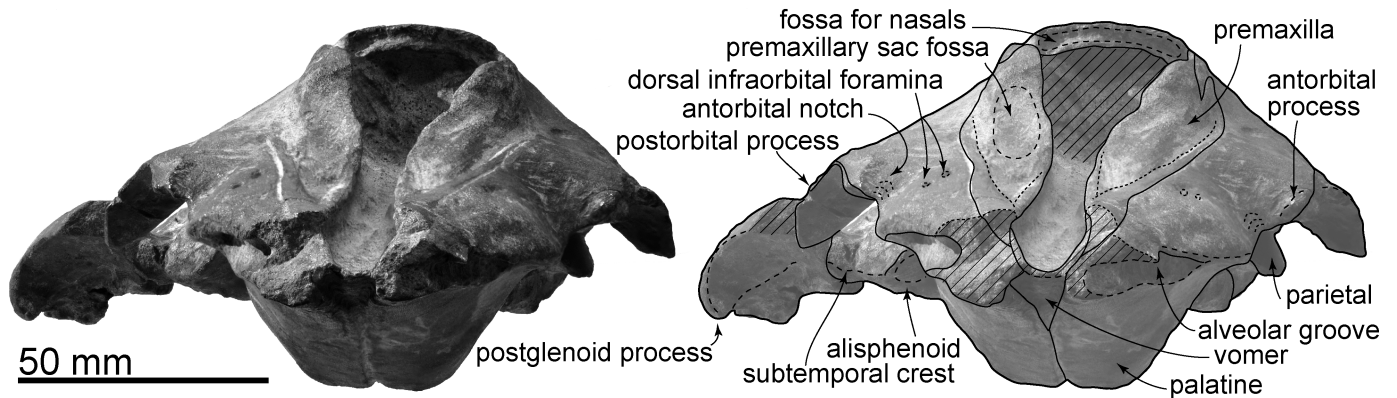 50 mm
fossa for nasals
premaxillary sac fossa
dorsal infraorbital foramina
antorbital notch
postorbital process
premaxilla
antorbital
process
postglenoid process
alisphenoid
subtemporal crest
parietal
alveolar groove
vomer
palatine